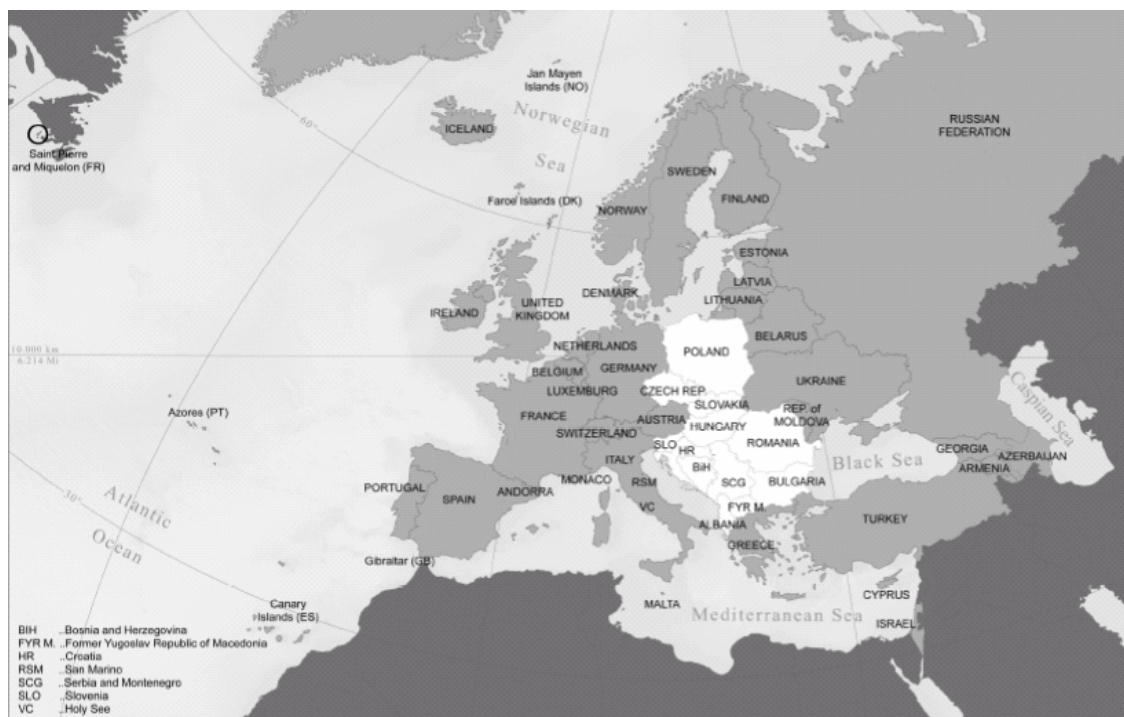 Jan Mayen
Islands (NO)
Norwegian
Sea
60°
ICELAND
RUSSIAN
FEDERATION
Saint Pierre
and Miquelon (FR)
SWEDEN
FINLAND
Faroe Islands (DK)
NORWAY
ESTONIA
LATVIA
DENMARK
LITHUANIA
IRELAND
UNITED
KINGDOM
BELARUS
10.000 km
6.214 Mi
NETHERLANDS
POLAND
BELGIUM
GERMANY
UKRAINE
LUXEMBURG
CZECH REP.
SLOVAKIA
Caspian Sea
Azores (PT)
FRANCE
AUSTRIA
HUNGARY
REP. of
MOLDOVA
SWITZERLAND
SLO
HR
ROMANIA
ITALY
BiH
Black Sea
GEORGIA
AZERBAIJAN
ARMENIA
MONACO
RSM
SCG
BULGARIA
PORTUGAL
SPAIN
ANDORRA
30°
Atlantic
Ocean
VC
FYR M.
ALBANIA
TURKEY
GREECE
Gibraltar (GB)
CYPRUS
MALTA
Mediterranean Sea
ISRAEL
Canary
Islands (ES)
BIH ..Bosnia and Herzegovina
FYR M. ..Former Yugoslav Republic of Macedonia
HR ..Croatia
RSM ..San Marino
SCG ..Serbia and Montenegro
SLO ..Slovenia
VC ..Holy See